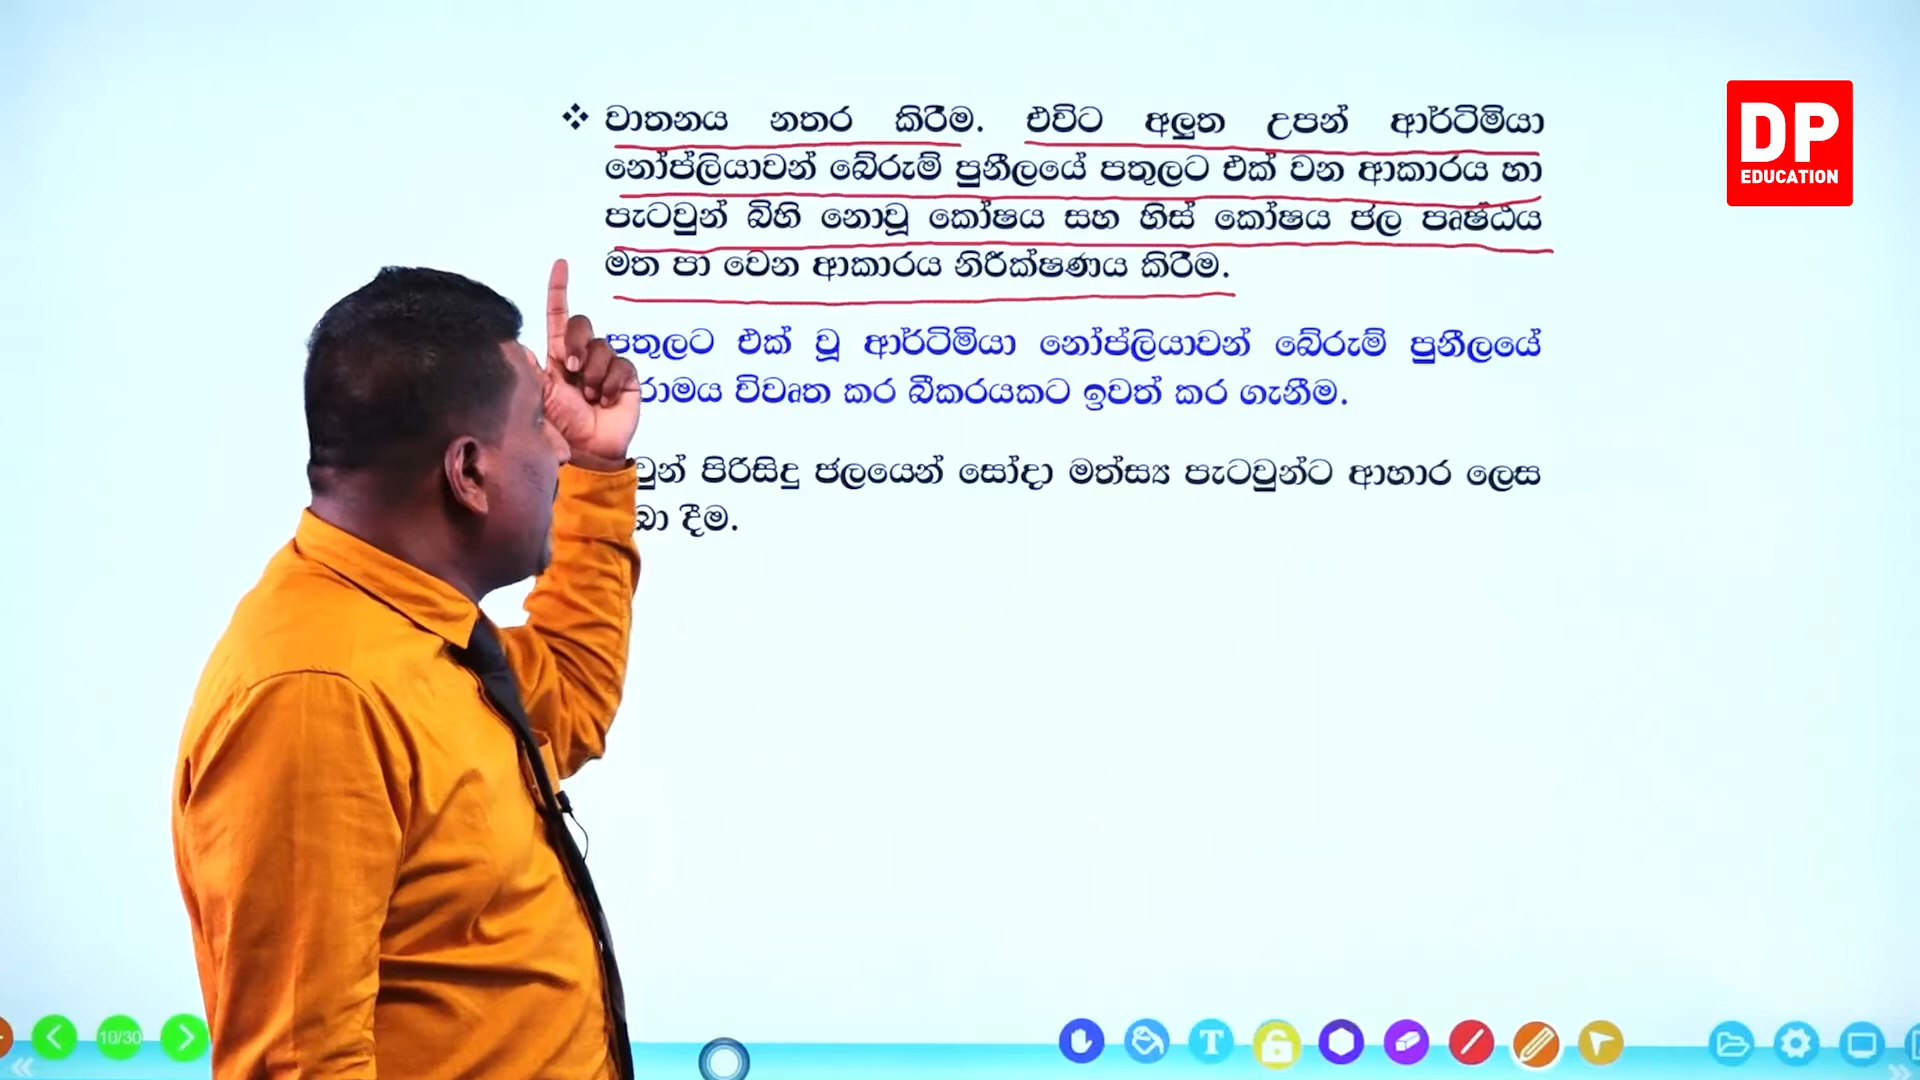 වාතනය නතර කිරීම. එවිට අලුත උපන් ආර්ටිමියා
නෝප්ලියාවන් බේරුම් පුනීලයේ පතුලට එක් වන ආකාරය හා
පැටවුන් බිහි නොවූ කෝෂය සහ හිස් කෝෂය ජල පෘෂ්ඨය
මත පා වෙන ආකාරය නිරීක්ෂණය කිරීම.
පතුලට එක් වූ ආර්ටිමියා නෝප්ලියාවන් බේරුම් පුනීලයේ
විවෘත කර බීකරයකට ඉවත් කර ගැනීම.
පිරිසිදු ජලයෙන් සෝදා මත්ස්‍ය පැටවුන්ට ආහාර ලෙස
දීම.
DP
EDUCATION
10/30
T